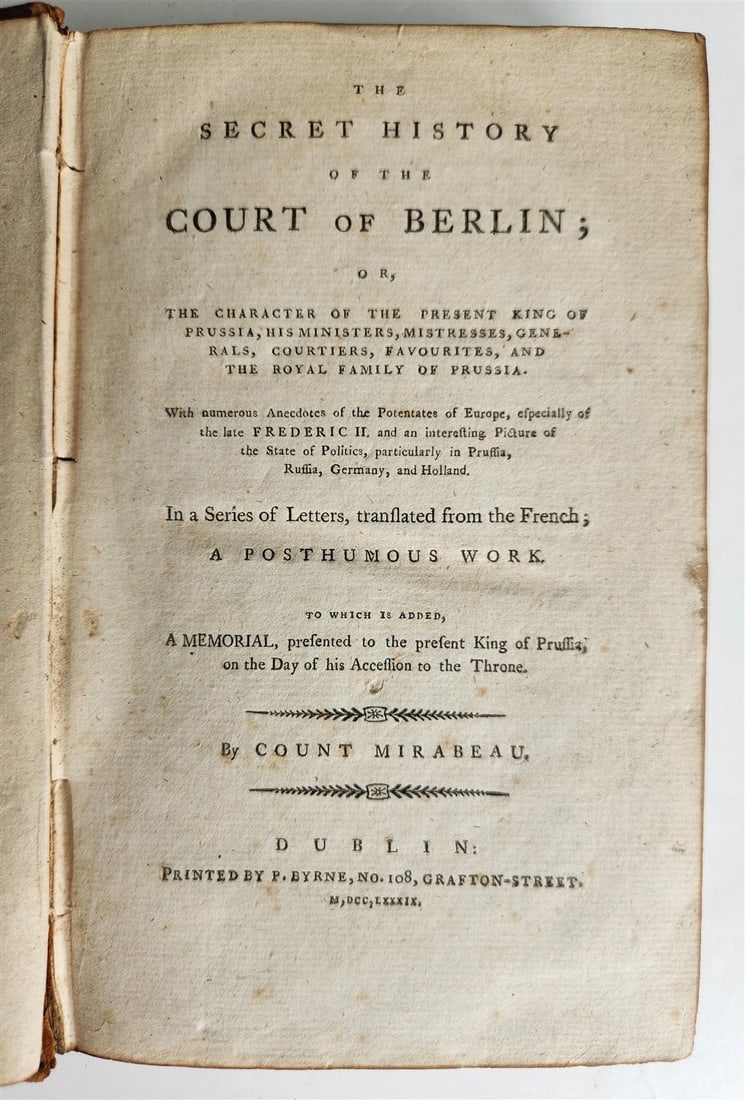 THE
SECRET HISTORY
OF THE
COURT OF BERLIN;
OR,
THE CHARACTER OF THE PRESENT KING OF
PRUSSIA, HIS MINISTERS, MISTRESSES, GENE-
RALS, COURTIERS, FAVOURITES, AND
THE ROYAL FAMILY OF PRUSSIA.
With numerous Anecdotes of the Potentates of Europe, eſpecially of
the late FREDERIC II. and an intereſting Picture of
the State of Politics, particularly in Pruſſia,
Ruſſia, Germany, and Holland.
In a Series of Letters, tranſlated from the French;
A POSTHUMOUS WORK.
TO WHICH IS ADDED,
A MEMORIAL, preſented to the preſent King of Pruſſia,
on the Day of his Acceſſion to the Throne.
By COUNT MIRABEAU.
DUBLIN:
PRINTED BY P. BYRNE, NO. 108, GRAFTON-STREET.
M,DCC,LXXXIX.